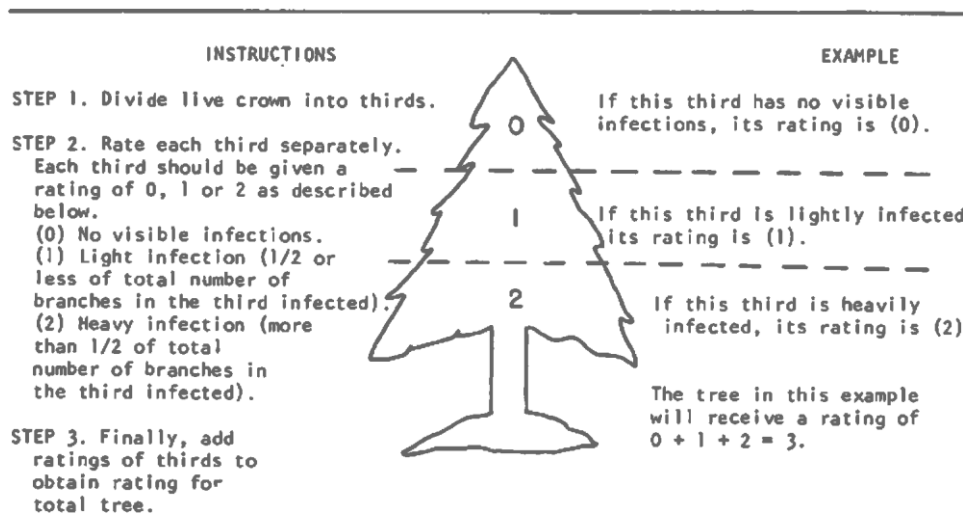 INSTRUCTIONS
STEP 1. Divide live crown into thirds.
STEP 2. Rate each third separately.
Each third should be given a
rating of 0, 1 or 2 as described
below.
(0) No visible infections.
(1) Light infection (1/2 or
less of total number of
branches in the third infected).
(2) Heavy infection (more
than 1/2 of total
number of branches in
the third infected).
STEP 3. Finally, add
ratings of thirds to
obtain rating for
total tree.
0
1
2
EXAMPLE
If this third has no visible
infections, its rating is (0).
If this third is lightly infected
its rating is (1).
If this third is heavily
infected, its rating is (2)
The tree in this example
will receive a rating of
0 + 1 + 2 = 3.